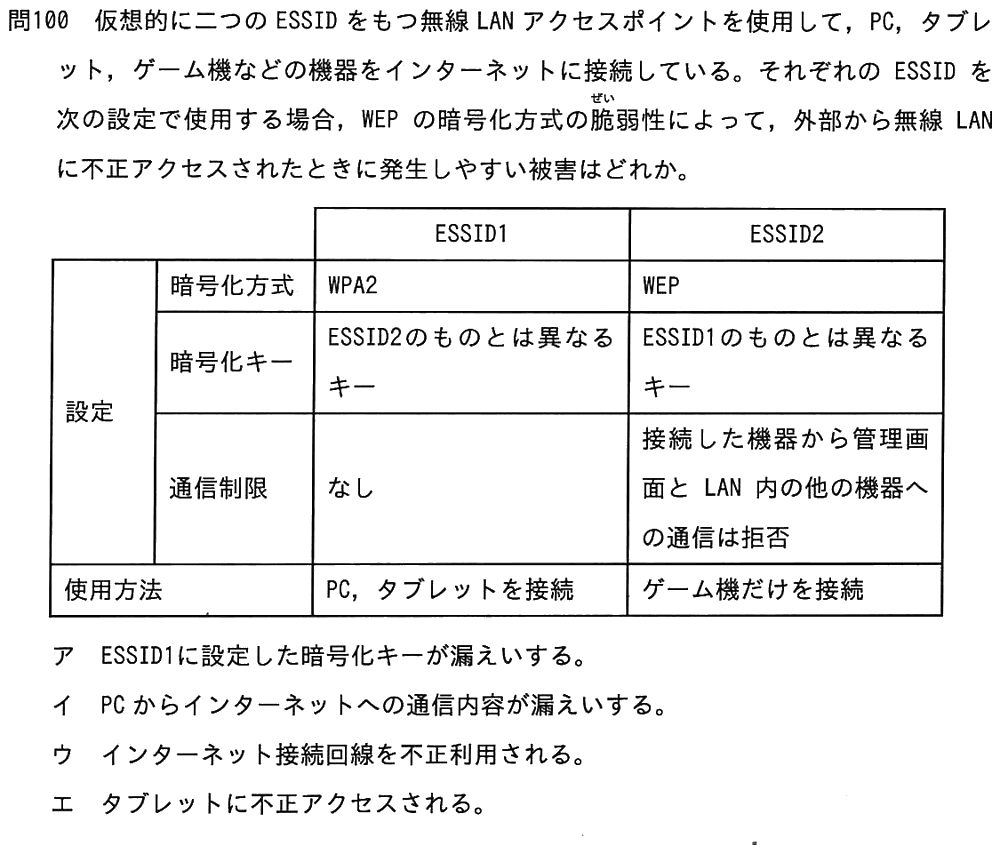 問100 仮想的に二つの ESSID をもつ無線 LAN アクセスポイントを使用して，PC，タブレ
ット，ゲーム機などの機器をインターネットに接続している。それぞれの ESSID を
次の設定で使用する場合，WEP の暗号化方式の脆弱性によって，外部から無線 LAN
ぜい
に不正アクセスされたときに発生しやすい被害はどれか。
ESSID1 ESSID2
設定 暗号化方式 WPA2 WEP
暗号化キー ESSID2のものとは異なる ESSID1のものとは異なる
キー キー
通信制限 なし 接続した機器から管理画
面と LAN 内の他の機器へ
の通信は拒否
使用方法 PC，タブレットを接続 ゲーム機だけを接続
ア ESSID1に設定した暗号化キーが漏えいする。
イ PC からインターネットへの通信内容が漏えいする。
ウ インターネット接続回線を不正利用される。
エ タブレットに不正アクセスされる。